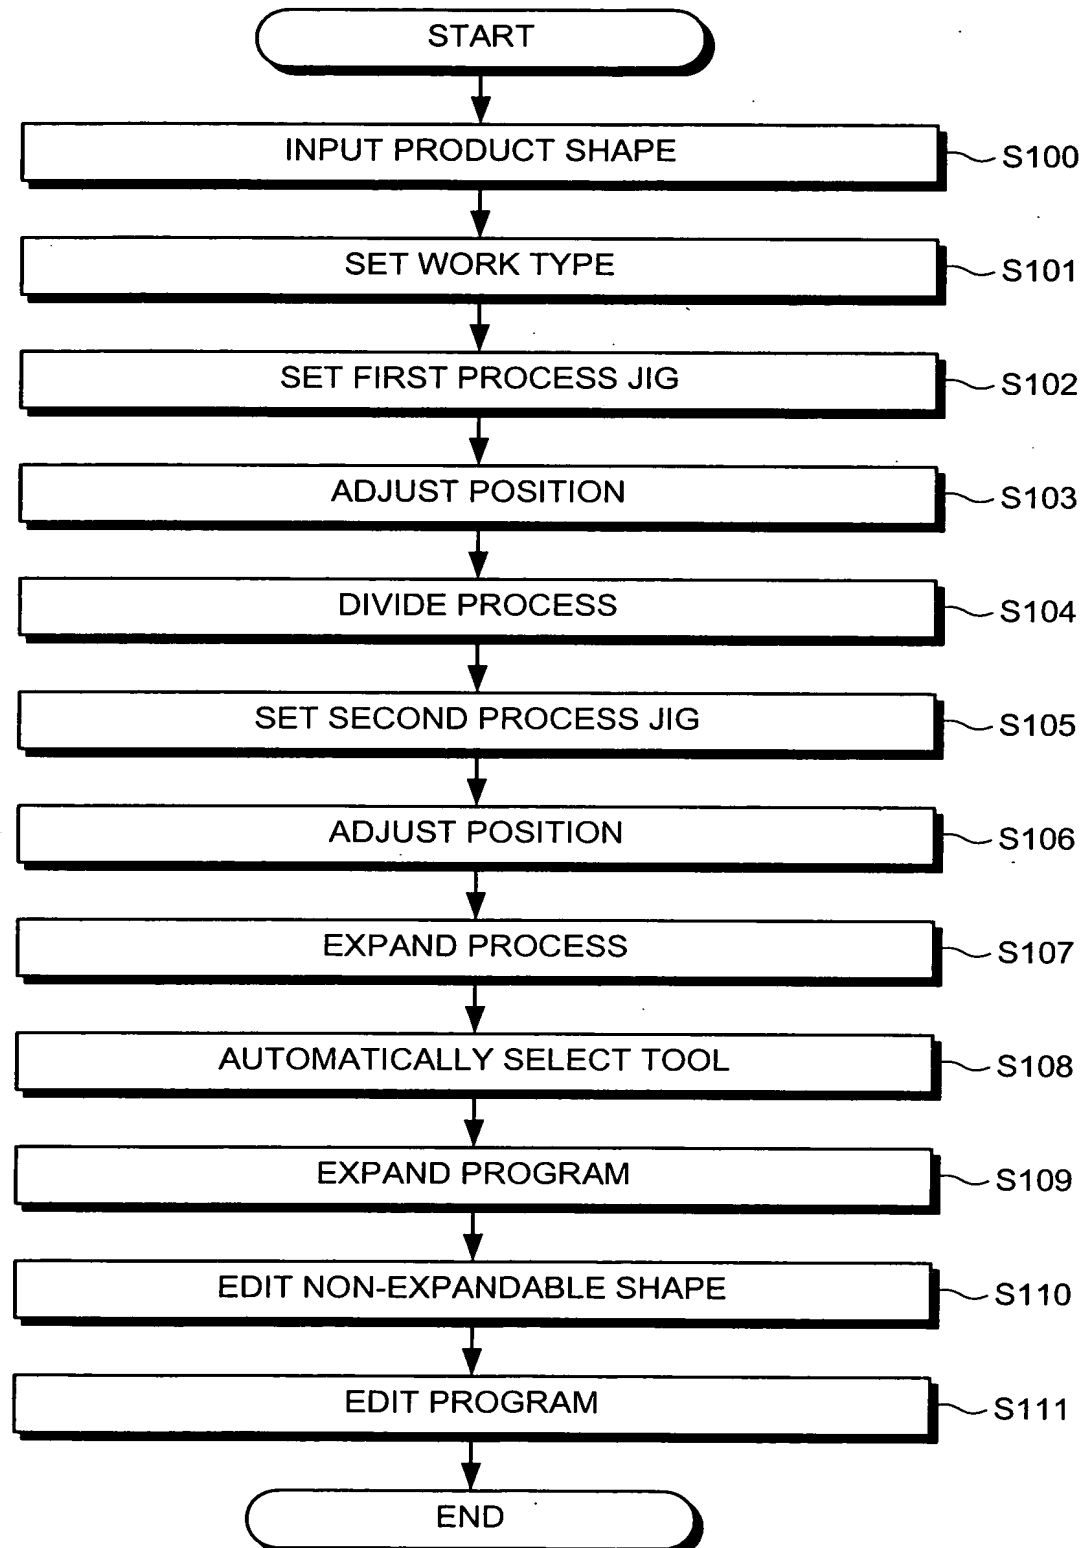 START
INPUT PRODUCT SHAPE S100
SET WORK TYPE S101
SET FIRST PROCESS JIG S102
ADJUST POSITION S103
DIVIDE PROCESS S104
SET SECOND PROCESS JIG S105
ADJUST POSITION S106
EXPAND PROCESS S107
AUTOMATICALLY SELECT TOOL S108
EXPAND PROGRAM S109
EDIT NON-EXPANDABLE SHAPE S110
EDIT PROGRAM S111
END